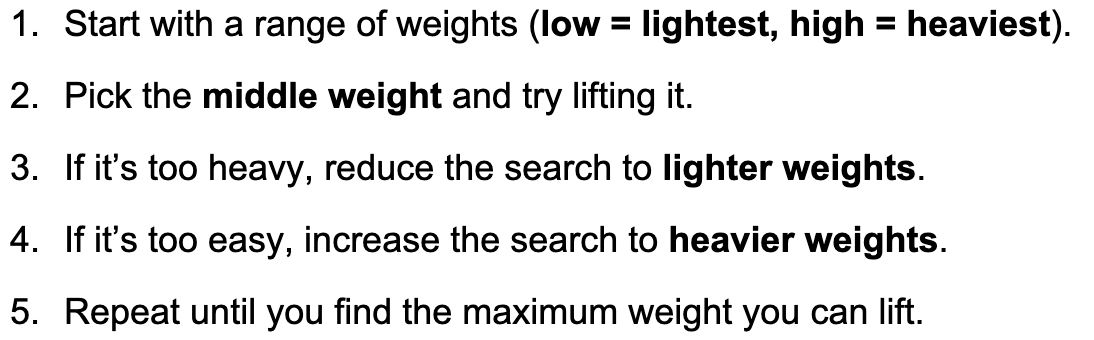 1. Start with a range of weights (low = lightest, high = heaviest).
2. Pick the middle weight and try lifting it.
3. If it’s too heavy, reduce the search to lighter weights.
4. If it’s too easy, increase the search to heavier weights.
5. Repeat until you find the maximum weight you can lift.